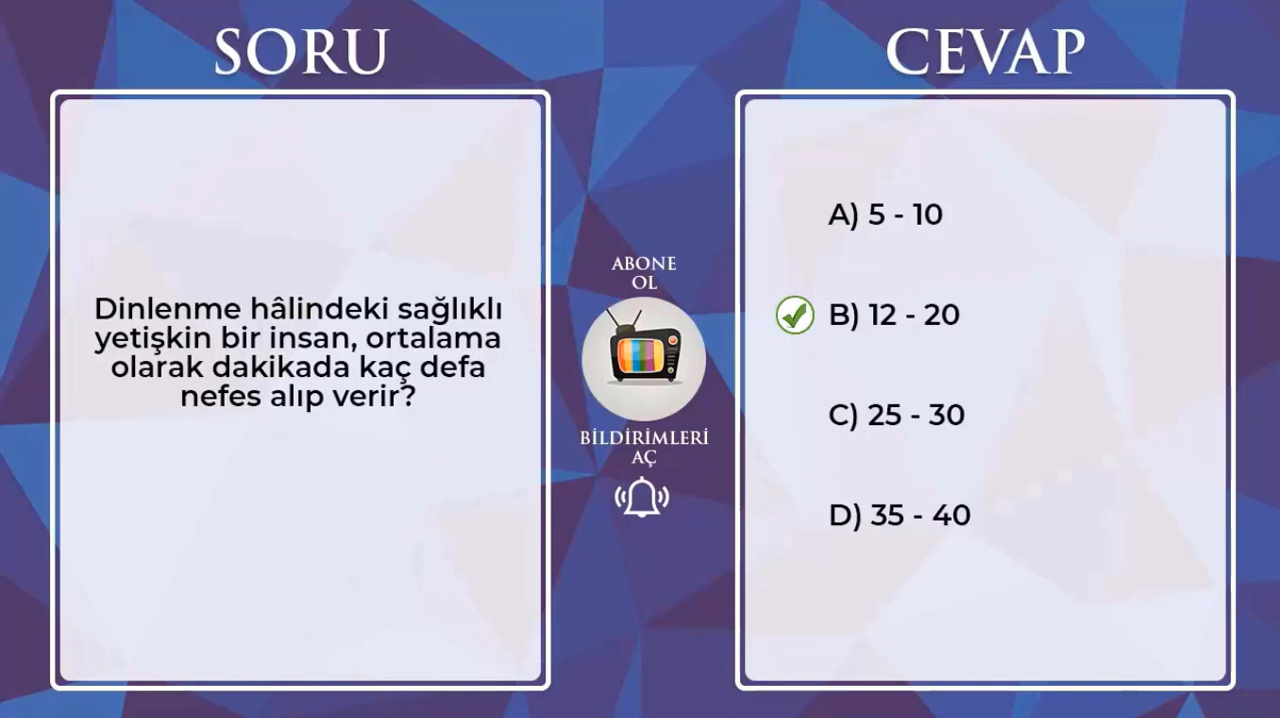 SORU
Dinlenme hâlindeki sağlıklı
yetişkin bir insan, ortalama
olarak dakikada kaç defa
nefes alıp verir?
ABONE
OL
BİLDİRİMLERİ
AÇ
CEVAP
A) 5 - 10
B) 12 - 20
C) 25 - 30
D) 35 - 40